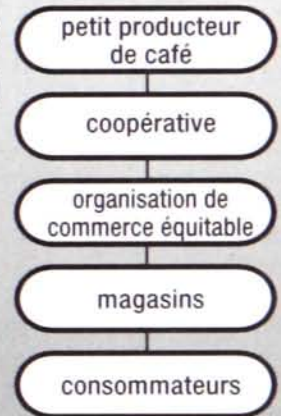 petit producteur
de café
coopérative
organisation de
commerce équitable
magasins
consommateurs